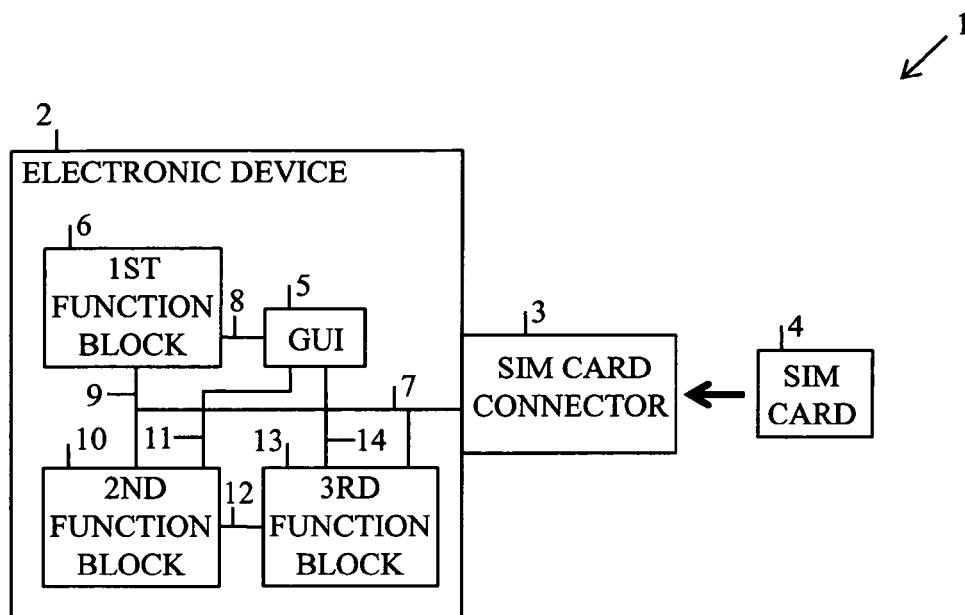 1
2
ELECTRONIC DEVICE
6
1ST
FUNCTION
BLOCK
8
5
GUI
3
SIM CARD
CONNECTOR
4
SIM
CARD
9
7
10
11
13
14
2ND
FUNCTION
BLOCK
12
3RD
FUNCTION
BLOCK